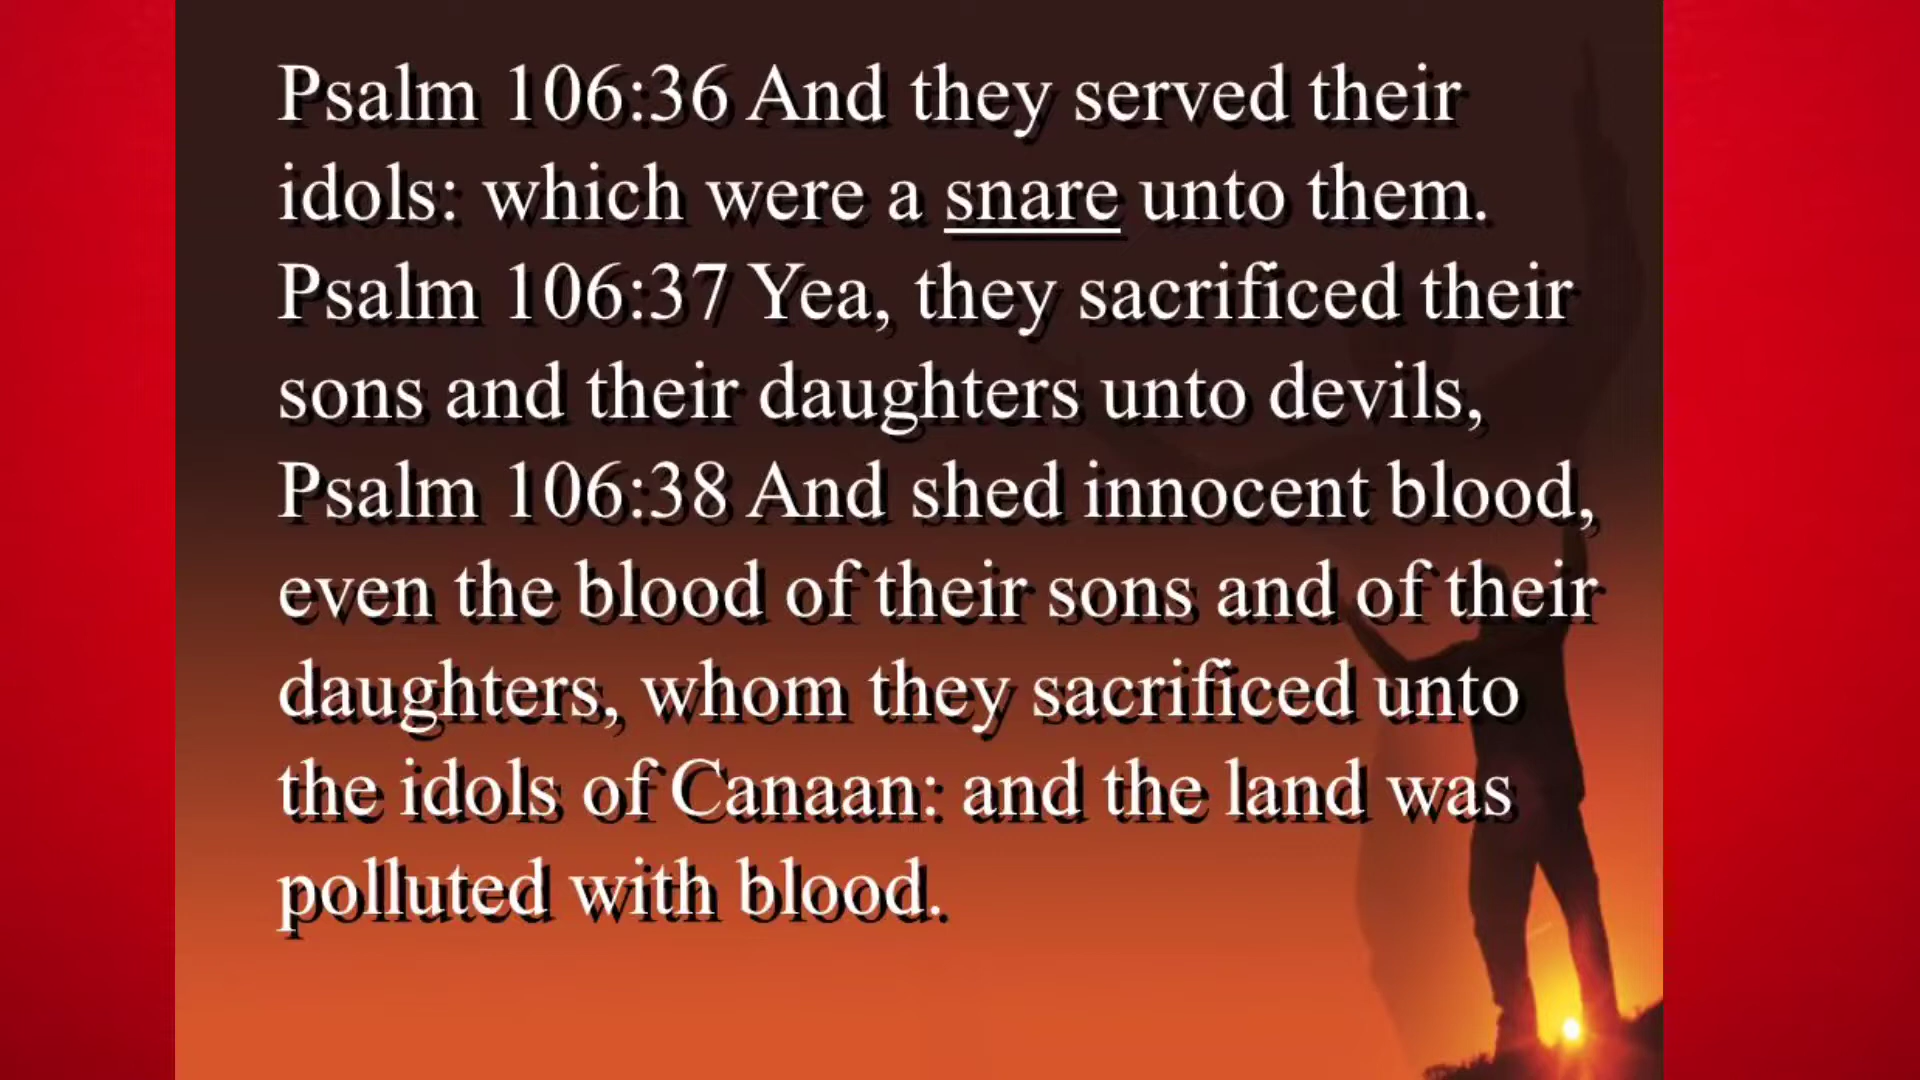 Psalm 106:36 And they served their
idols: which were a snare unto them.
Psalm 106:37 Yea, they sacrificed their
sons and their daughters unto devils,
Psalm 106:38 And shed innocent blood,
even the blood of their sons and of their
daughters, whom they sacrificed unto
the idols of Canaan: and the land was
polluted with blood.